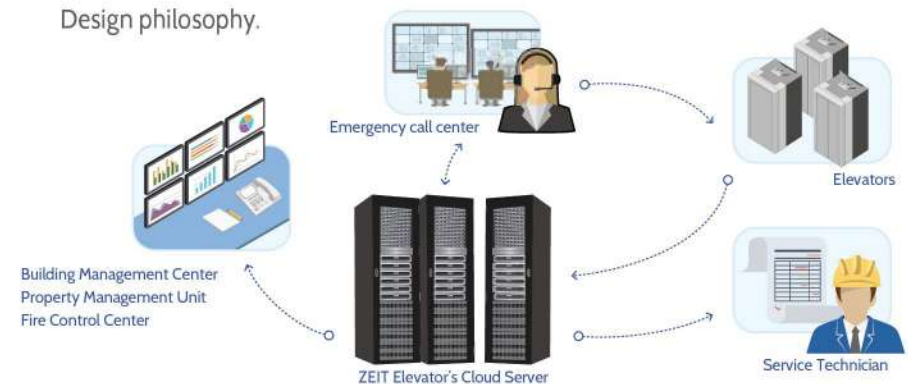 Design philosophy.
Emergency call center
Elevators
Building Management Center
Property Management Unit
Fire Control Center
Service Technician
ZEIT Elevator's Cloud Server